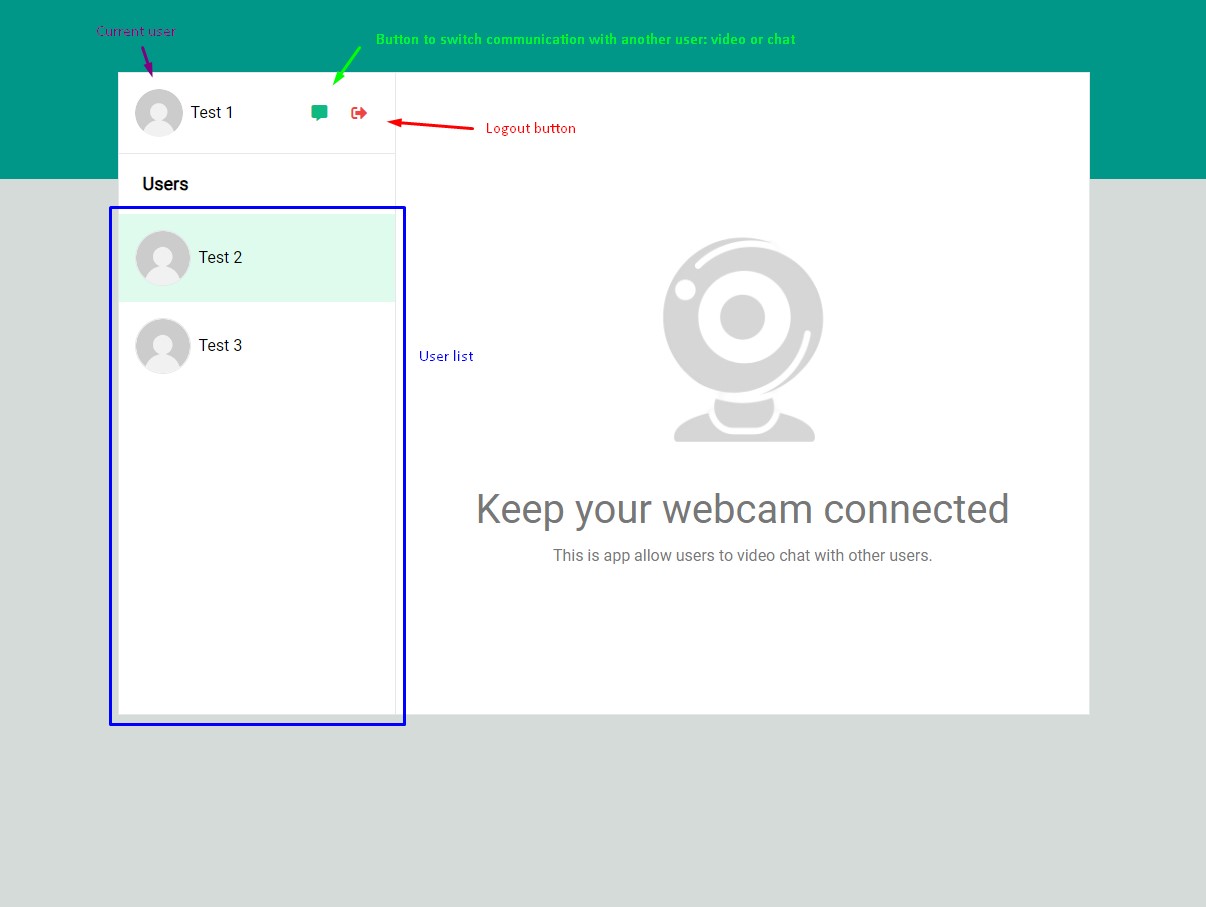 Current user
Button to switch communication with another user: video or chat
Test 1
Logout button
Users
Test 2
Test 3
User list
Keep your webcam connected
This is app allow users to video chat with other users.